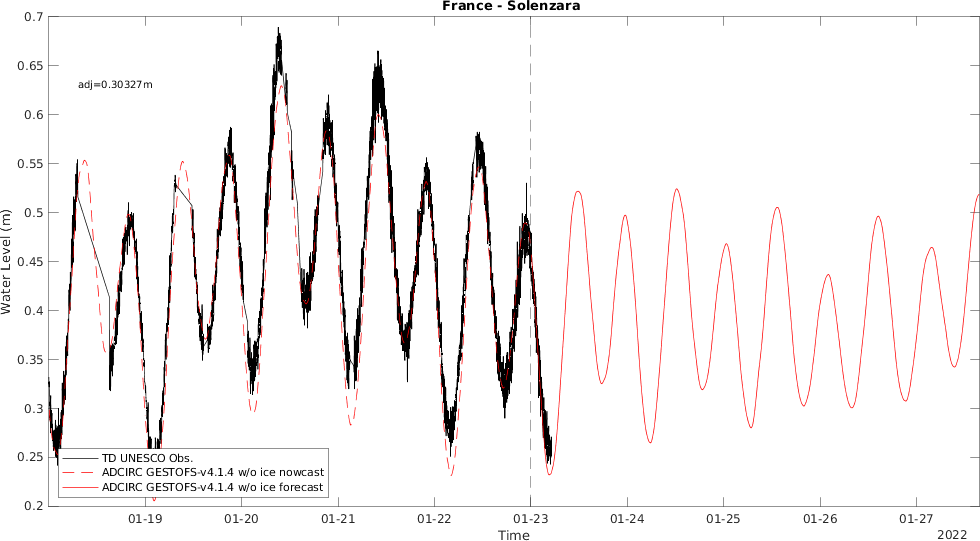 France - Solenzara
0.7
0.65
0.6
0.55
0.5
0.45
0.4
0.35
0.3
0.25
0.2
Water Level (m)
adj=0.30327m
TD UNESCO Obs.
ADCIRC GESTOFS-v4.1.4 w/o ice nowcast
ADCIRC GESTOFS-v4.1.4 w/o ice forecast
01-19 01-20 01-21 01-22 01-23 01-24 01-25 01-26 01-27
Time
2022